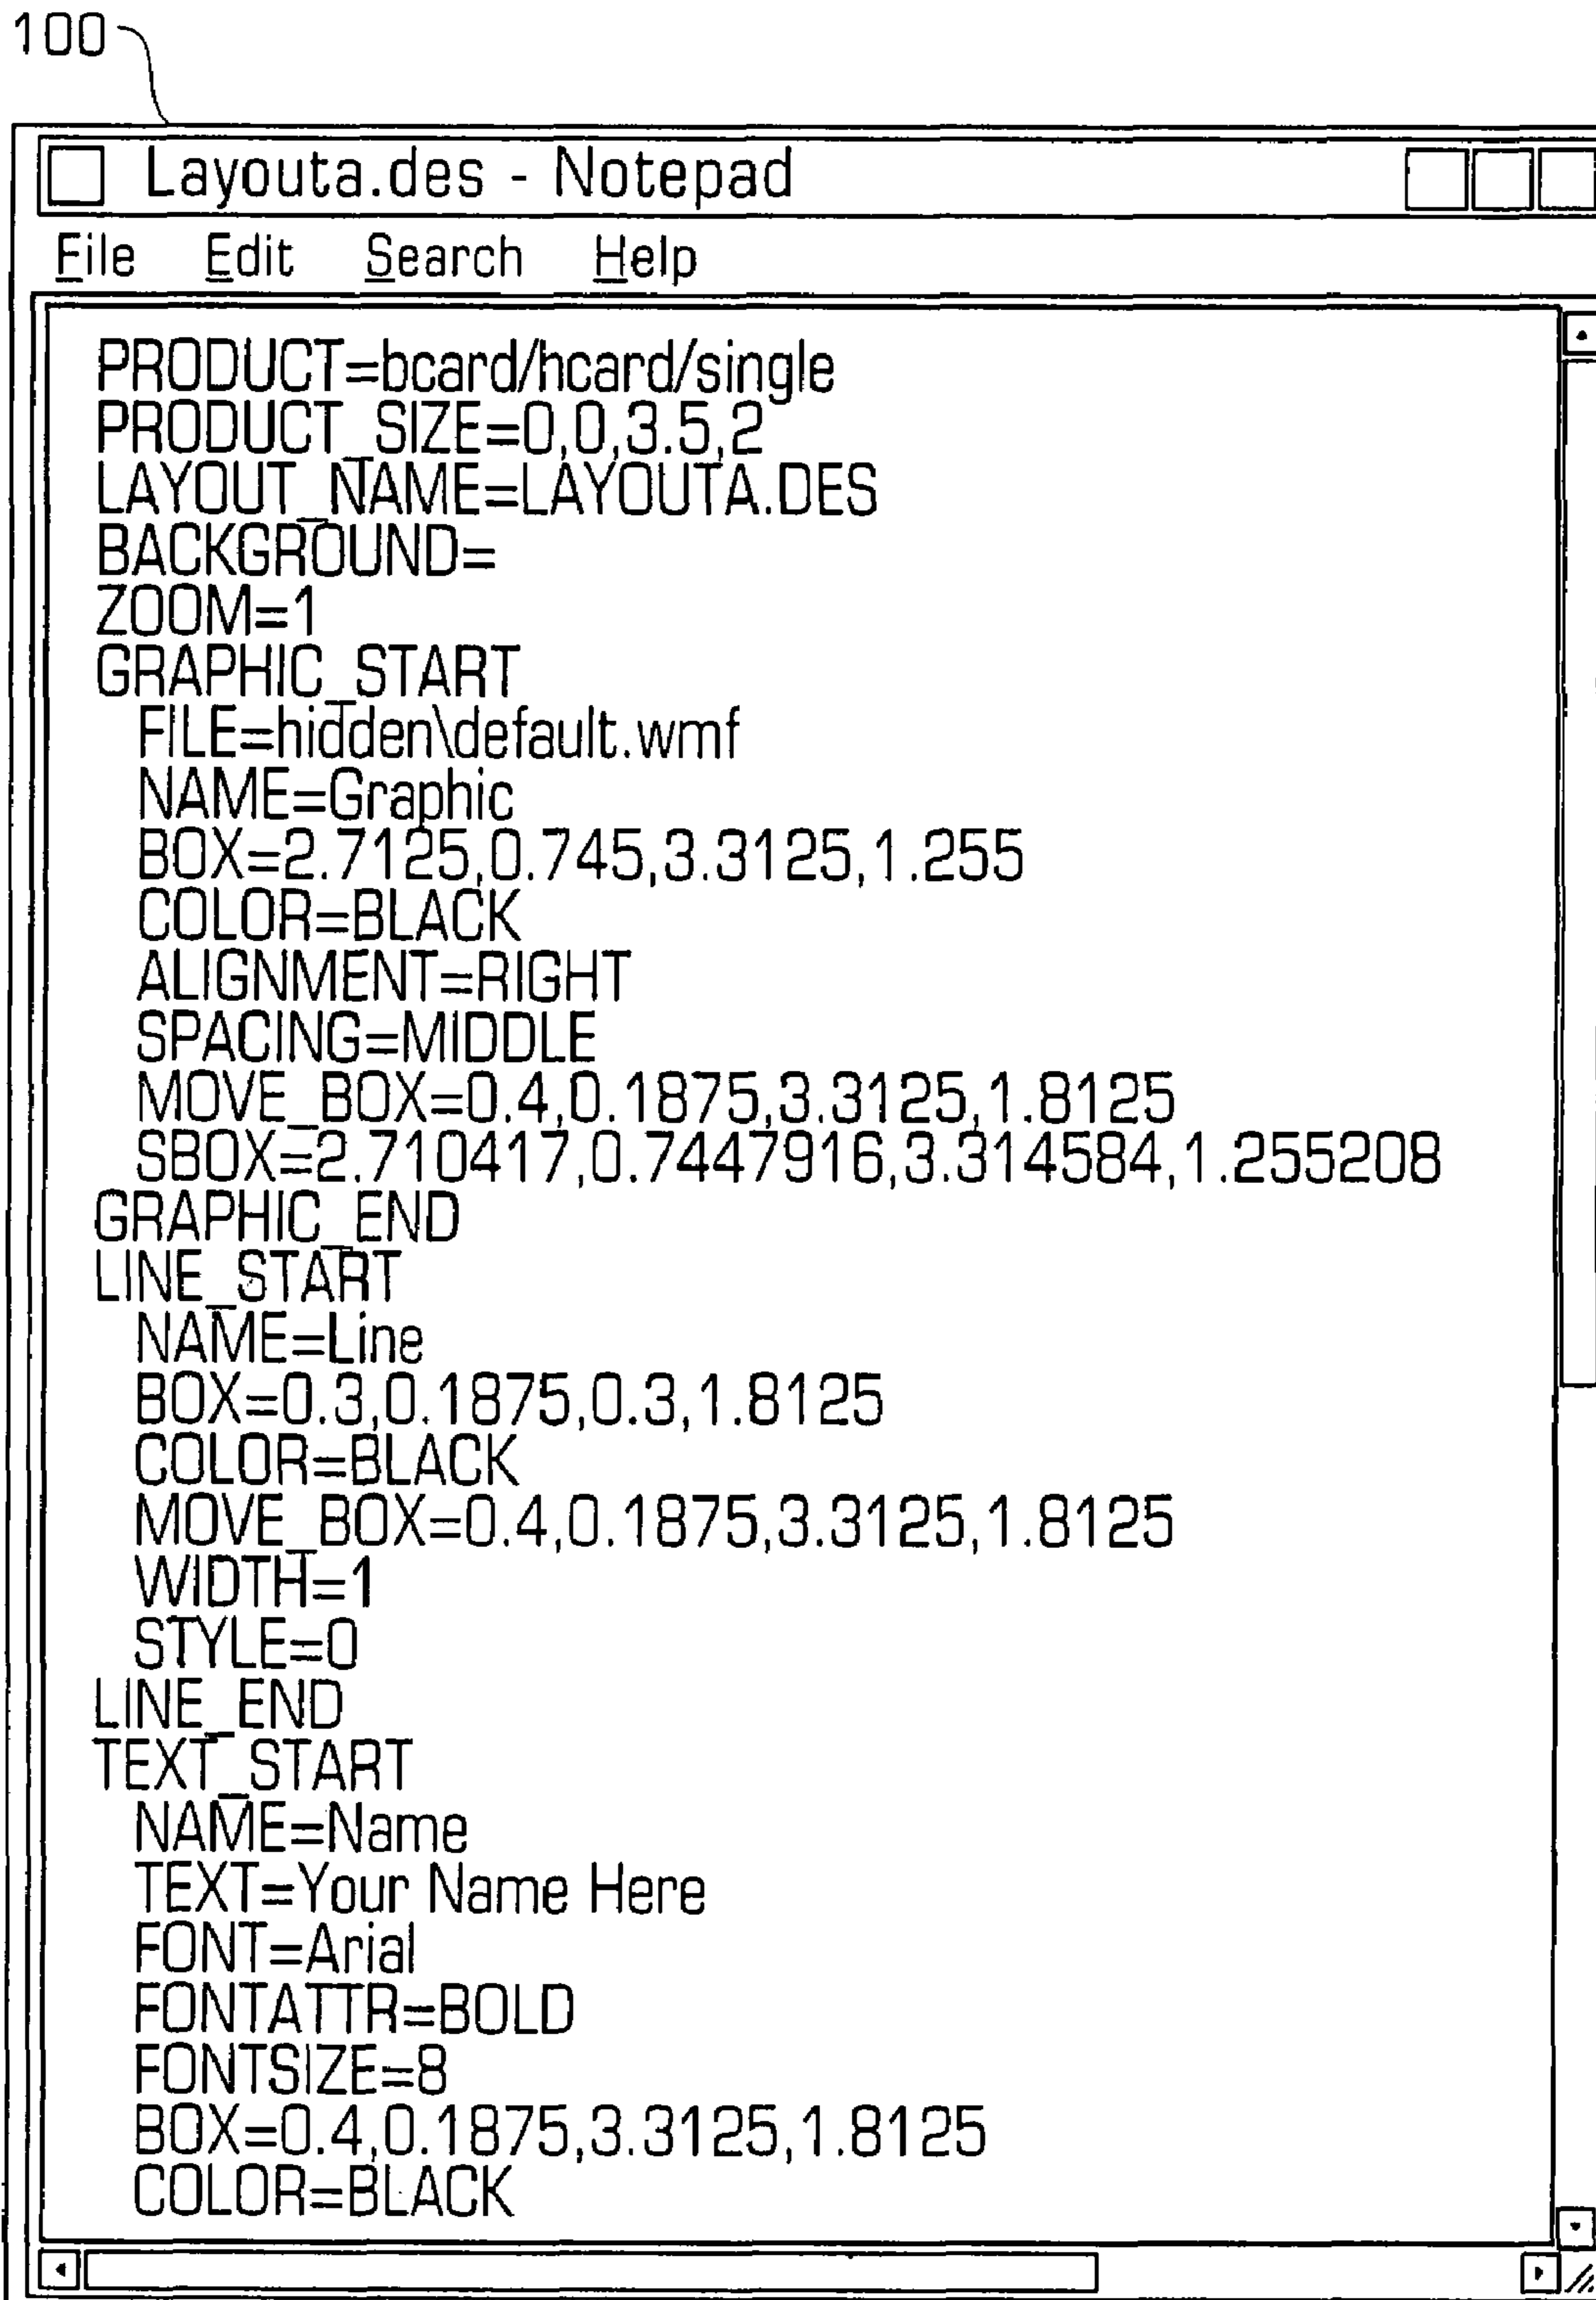 100
Layouta.des - Notepad
File Edit Search Help
PRODUCT=bcard/hcard/single
PRODUCT_SIZE=0,0,3.5,2
LAYOUT_NAME=LAYOUTA.DES
BACKGROUND=
ZOOM=1
GRAPHIC_START
FILE=hidden\default.wmf
NAME=Graphic
BOX=2.7125,0.745,3.3125,1.255
COLOR=BLACK
ALIGNMENT=RIGHT
SPACING=MIDDLE
MOVE_BOX=0.4,0.1875,3.3125,1.8125
SBOX=2.710417,0.7447916,3.314584,1.255208
GRAPHIC_END
LINE_START
NAME=Line
BOX=0.3,0.1875,0.3,1.8125
COLOR=BLACK
MOVE_BOX=0.4,0.1875,3.3125,1.8125
WIDTH=1
STYLE=0
LINE_END
TEXT_START
NAME=Name
TEXT=Your Name Here
FONT=Arial
FONTATTR=BOLD
FONTSIZE=8
BOX=0.4,0.1875,3.3125,1.8125
COLOR=BLACK